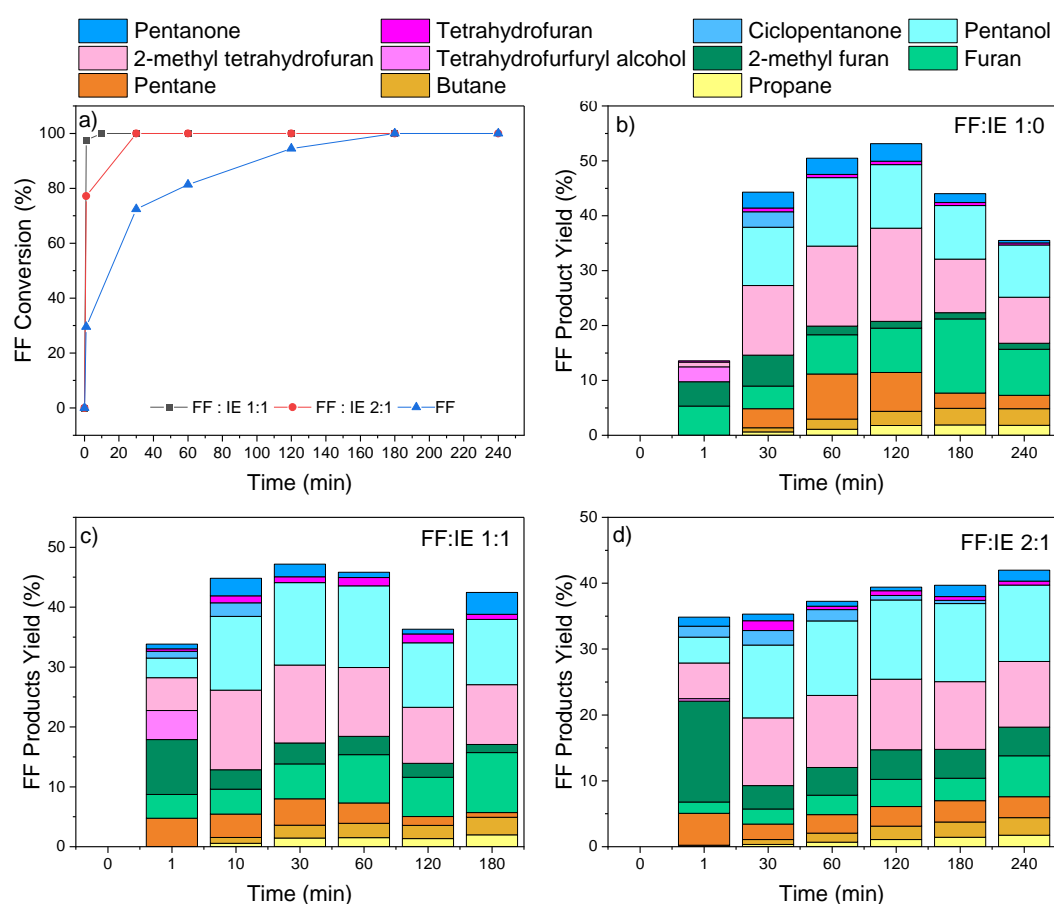 Pentanone Tetrahydrofuran Ciclopentanone Pentanol
2-methyl tetrahydrofuran Tetrahydrofurfuryl alcohol 2-methyl furan Furan
Pentane Butane Propane
a)
FF Conversion (%)
100
80
60
40
20
0
FF : IE 1:1 FF : IE 2:1 FF
0 20 40 60 80 100 120 140 160 180 200 220 240
Time (min)
b)
FF:IE 1:0
FF Product Yield (%)
60
50
40
30
20
10
0
0 1 30 60 120 180 240
Time (min)
c)
FF:IE 1:1
FF Products Yield (%)
50
40
30
20
10
0
0 1 10 30 60 120 180
Time (min)
d)
FF:IE 2:1
FF Products Yield (%)
50
40
30
20
10
0
0 1 30 60 120 180 240
Time (min)